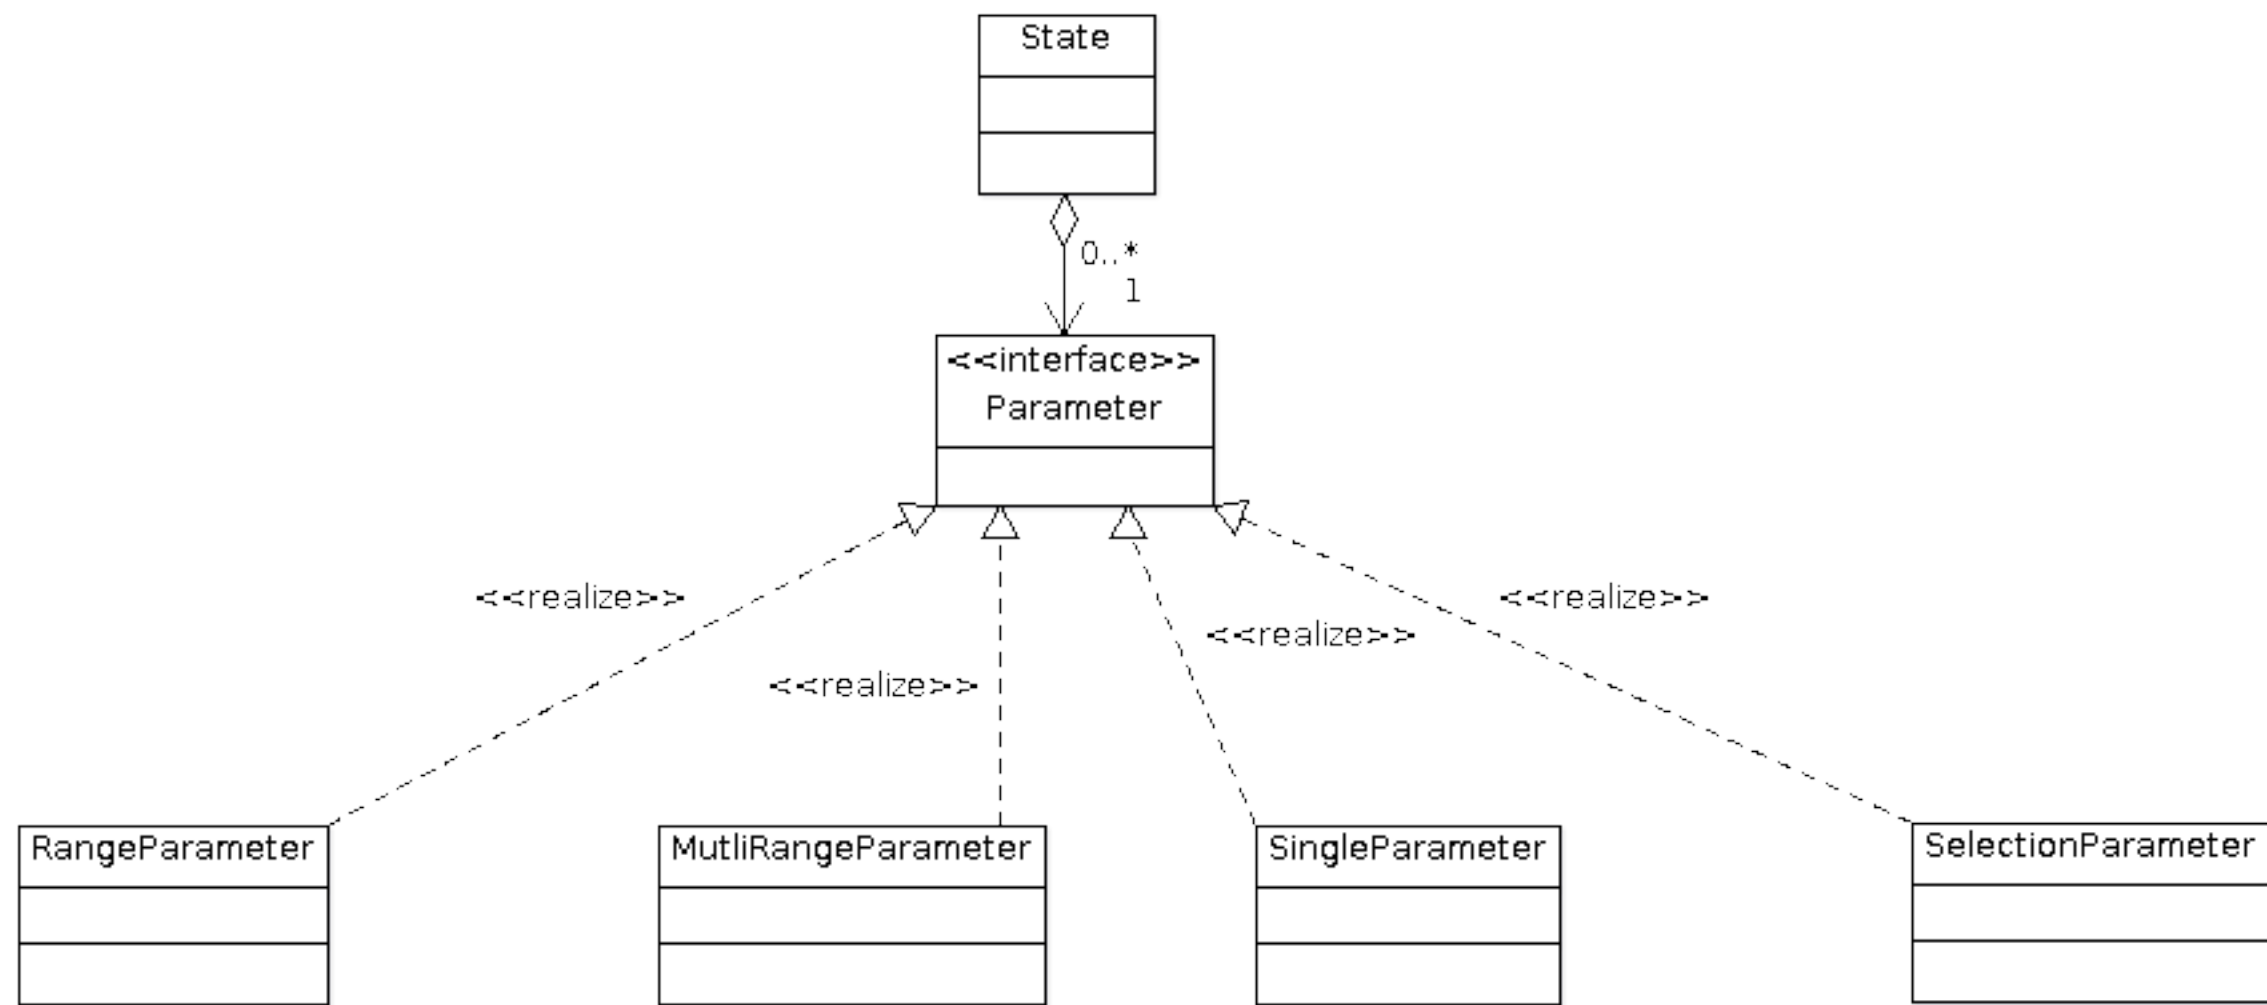 State
0..*
1
<<interface>>
Parameter
<<realize>>
<<realize>>
<<realize>>
<<realize>>
RangeParameter
MutliRangeParameter
SingleParameter
SelectionParameter